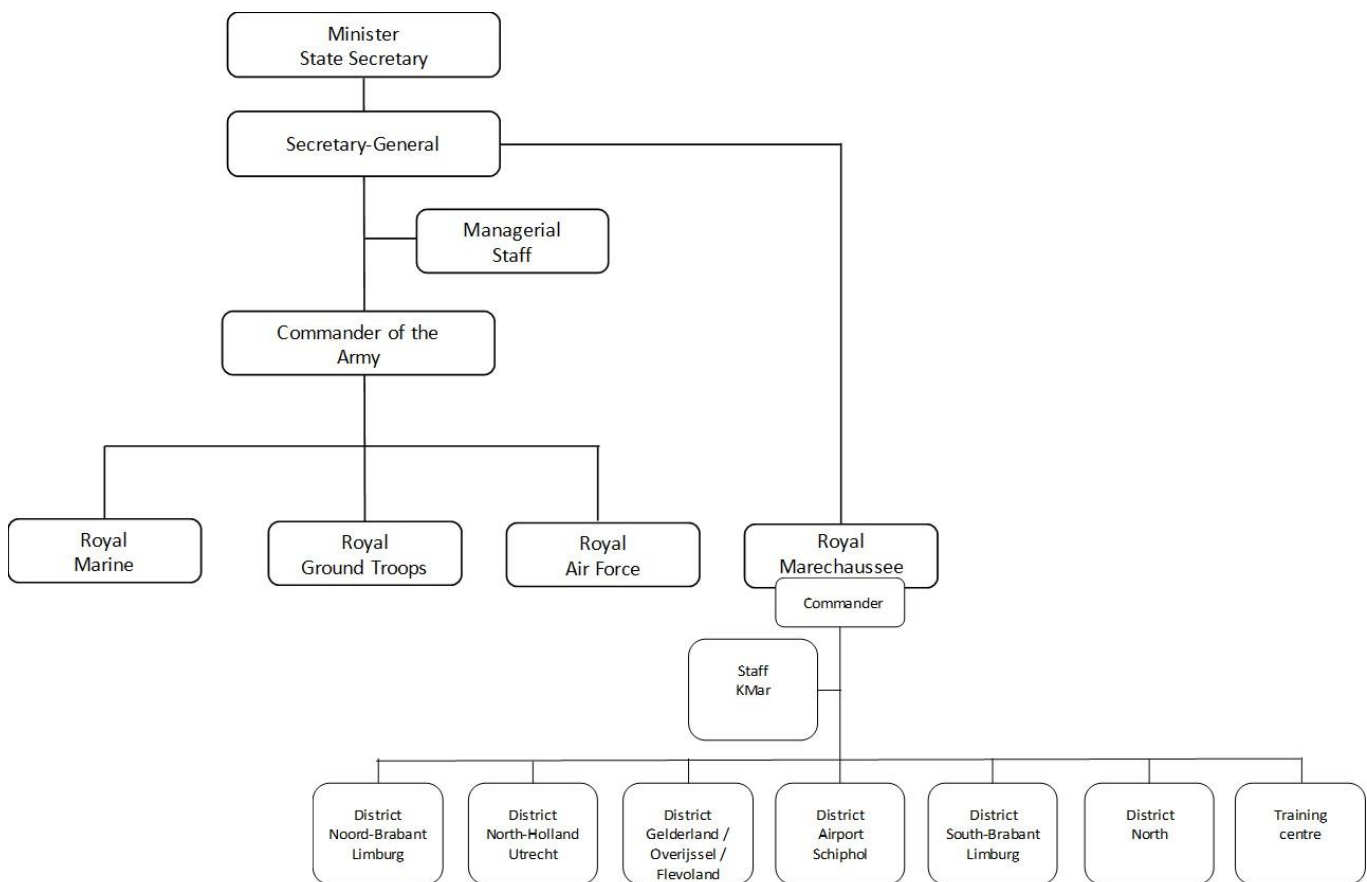 Minister
State Secretary
Secretary-General
Managerial
Staff
Commander of the
Army
Royal
Marine
Royal
Ground Troops
Royal
Air Force
Royal
Marechaussee
Commander
Staff
KMar
District
Noord-Brabant
Limburg
District
North-Holland
Utrecht
District
Gelderland /
Overijssel /
Flevoland
District
Airport
Schiphol
District
South-Brabant
Limburg
District
North
Training
centre